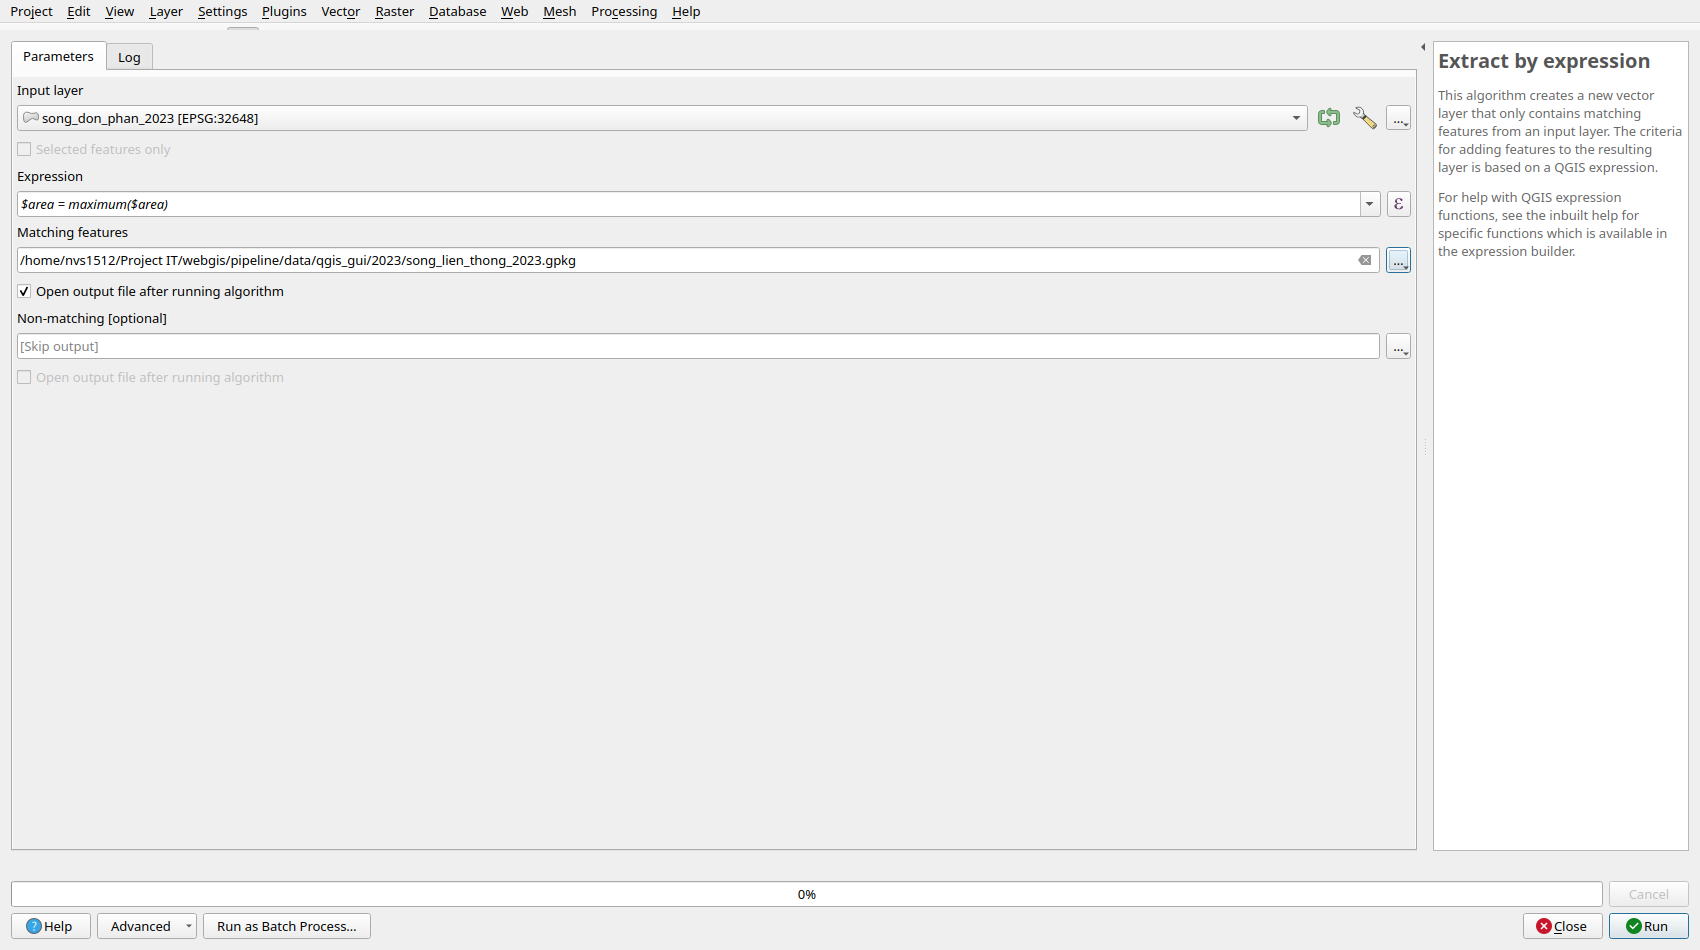 Project Edit View Layer Settings Plugins Vector Raster Database Web Mesh Processing Help
Parameters Log
Input layer
song_don_phan_2023 [EPSG:32648]
...
Selected features only
Expression
$area = maximum($area)
ε
Matching features
/home/nvs1512/Project IT/webgis/pipeline/data/qgis_gui/2023/song_lien_thong_2023.gpkg
...
Open output file after running algorithm
Non-matching [optional]
[Skip output]
...
Open output file after running algorithm
Extract by expression
This algorithm creates a new vector
layer that only contains matching
features from an input layer. The criteria
for adding features to the resulting
layer is based on a QGIS expression.
For help with QGIS expression
functions, see the inbuilt help for
specific functions which is available in
the expression builder.
0%
Cancel
Help Advanced Run as Batch Process... Close Run